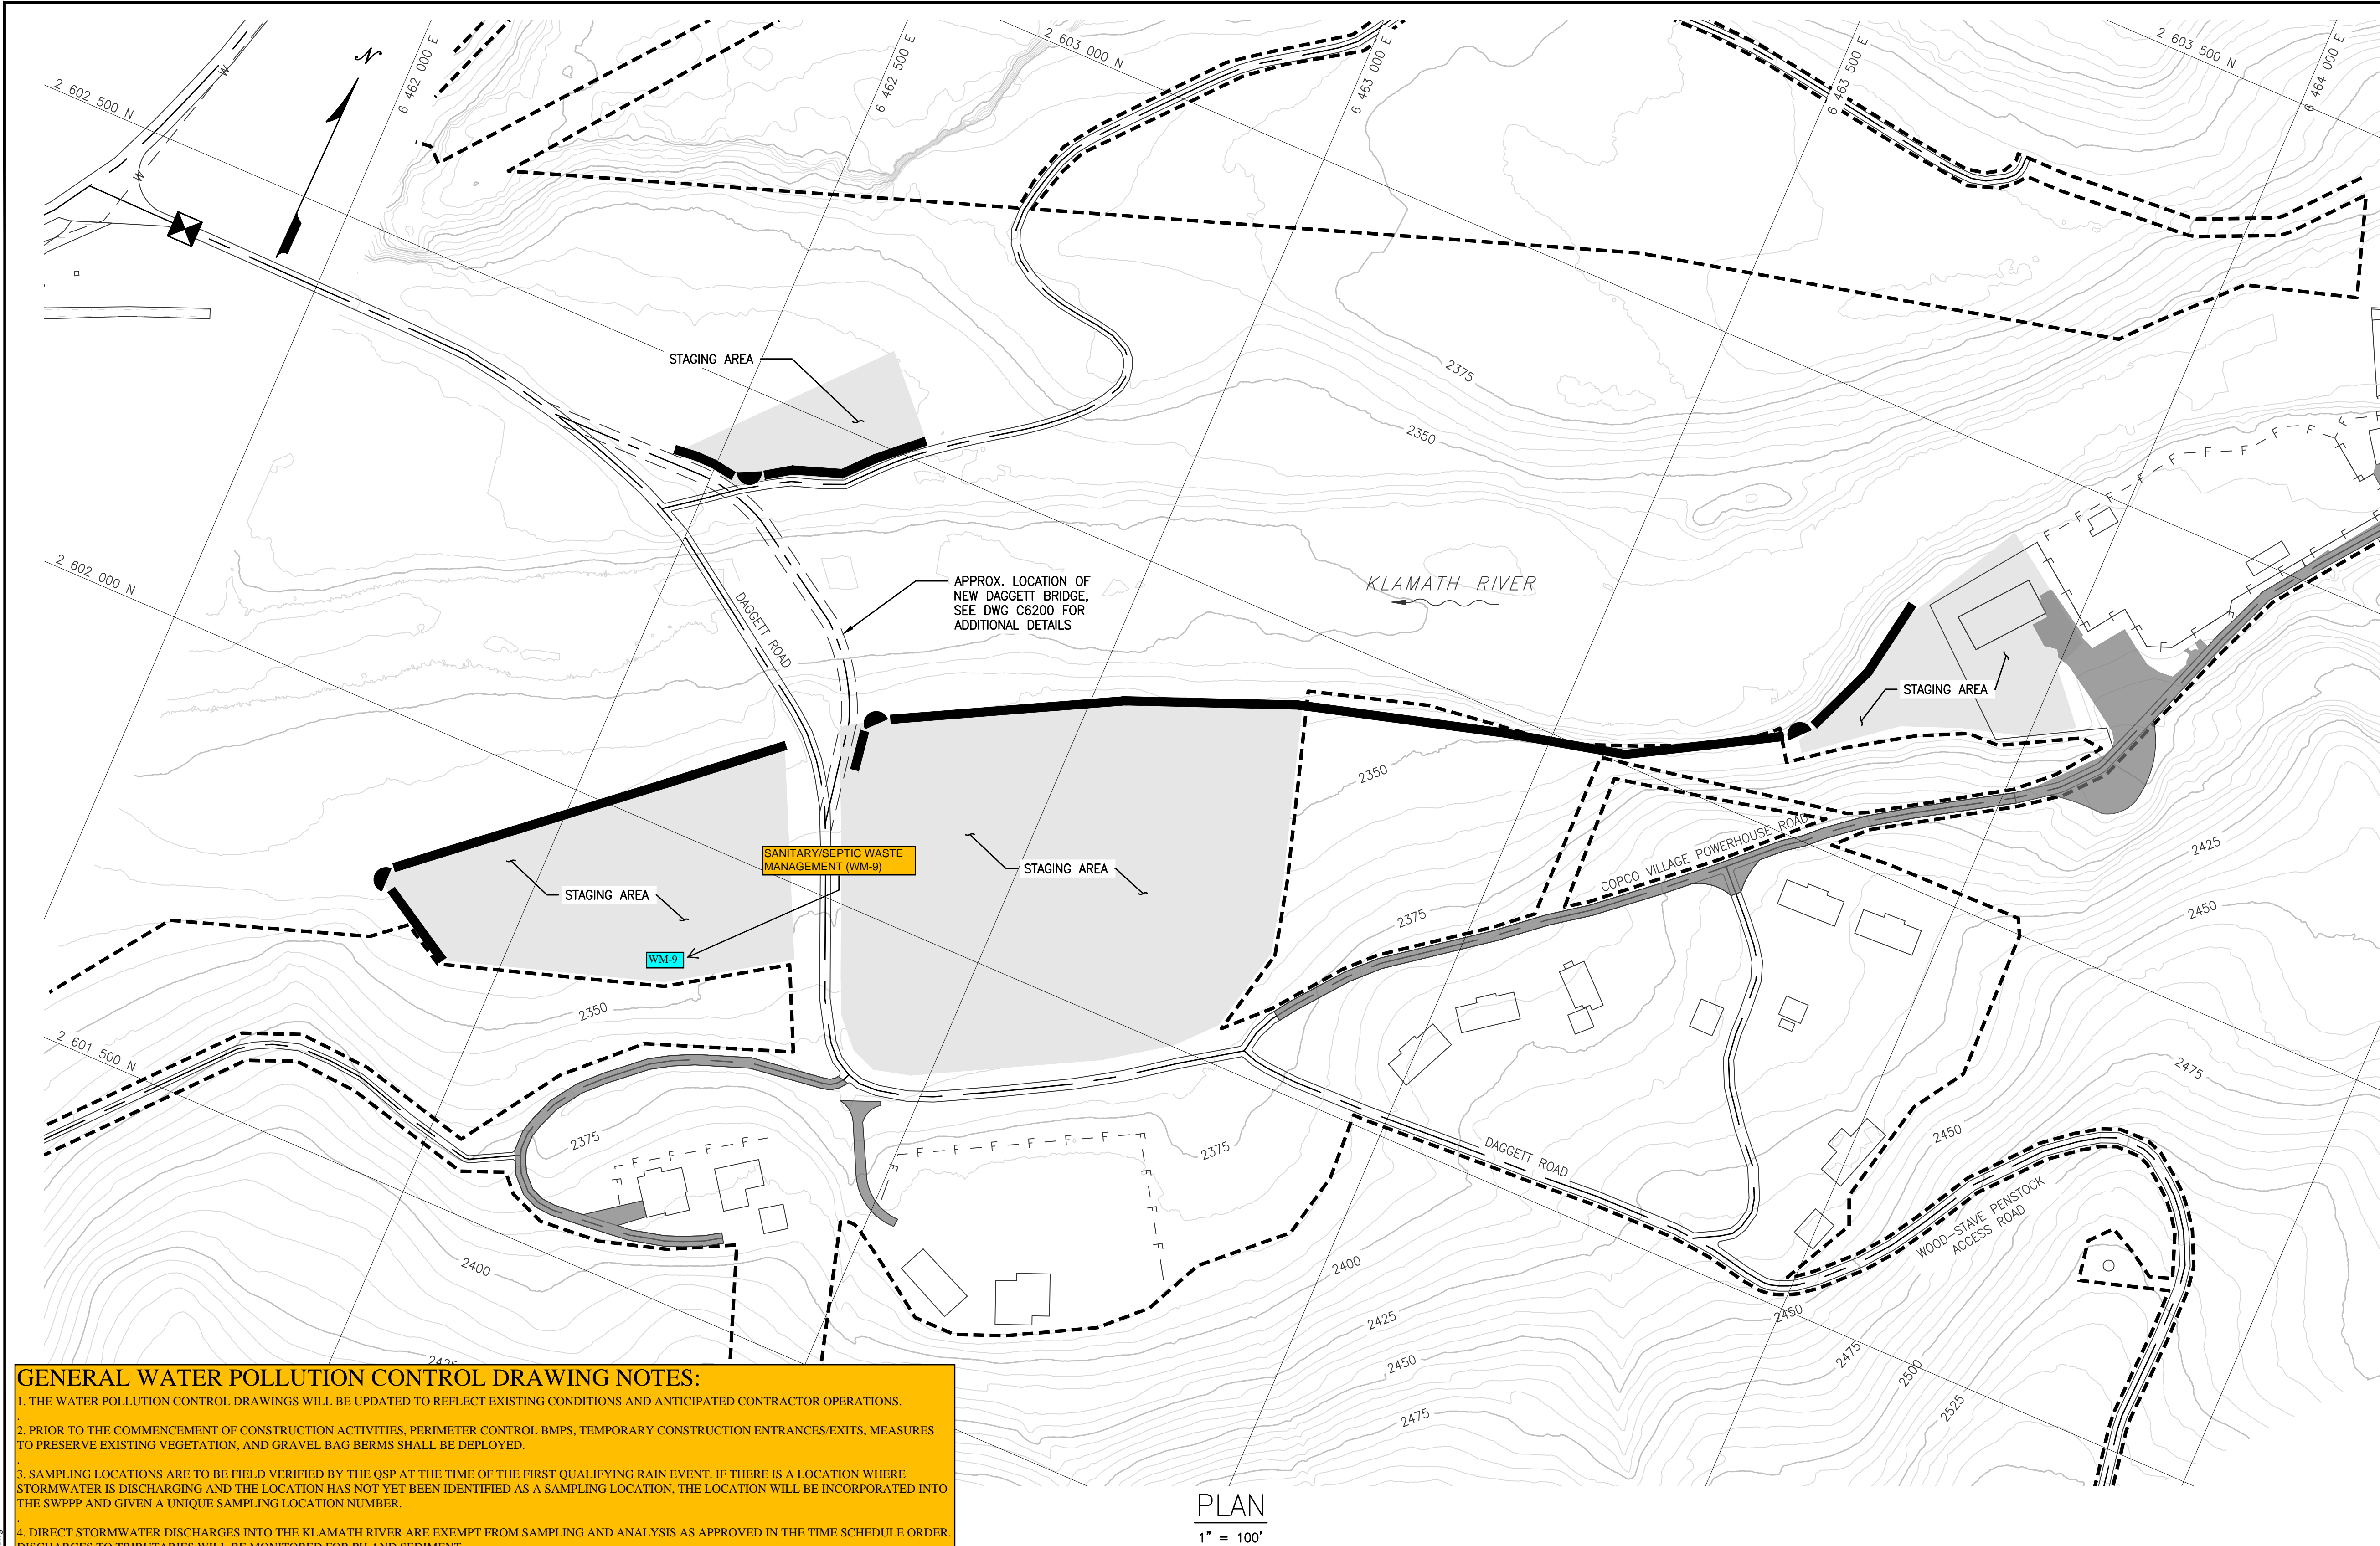 2 602 500 N
6 462 000 E
6 462 500 E
2 603 000 N
6 463 000 E
6 463 500 E
2 603 500 N
6 464 000 E
N
W
W
STAGING AREA
2375
2350
2 602 000 N
DAGGETT ROAD
APPROX. LOCATION OF
NEW DAGGETT BRIDGE,
SEE DWG C6200 FOR
ADDITIONAL DETAILS
KLAMATH RIVER
STAGING AREA
2350
SANITARY/SEPTIC WASTE
MANAGEMENT (WM-9)
STAGING AREA
STAGING AREA
WM-9
COPCO VILLAGE POWERHOUSE ROAD
2375
2425
2450
2350
2 601 500 N
2375
2375
DAGGETT ROAD
2475
2450
WOOD-STAVE PENSTOCK
ACCESS ROAD
2400
2400
2425
2450
2450
2475
2475
2500
2525
2425
GENERAL WATER POLLUTION CONTROL DRAWING NOTES:
1. THE WATER POLLUTION CONTROL DRAWINGS WILL BE UPDATED TO REFLECT EXISTING CONDITIONS AND ANTICIPATED CONTRACTOR OPERATIONS.
.
2. PRIOR TO THE COMMENCEMENT OF CONSTRUCTION ACTIVITIES, PERIMETER CONTROL BMPS, TEMPORARY CONSTRUCTION ENTRANCES/EXITS, MEASURES
TO PRESERVE EXISTING VEGETATION, AND GRAVEL BAG BERMS SHALL BE DEPLOYED.
.
3. SAMPLING LOCATIONS ARE TO BE FIELD VERIFIED BY THE QSP AT THE TIME OF THE FIRST QUALIFYING RAIN EVENT. IF THERE IS A LOCATION WHERE
STORMWATER IS DISCHARGING AND THE LOCATION HAS NOT YET BEEN IDENTIFIED AS A SAMPLING LOCATION, THE LOCATION WILL BE INCORPORATED INTO
THE SWPPP AND GIVEN A UNIQUE SAMPLING LOCATION NUMBER.
.
4. DIRECT STORMWATER DISCHARGES INTO THE KLAMATH RIVER ARE EXEMPT FROM SAMPLING AND ANALYSIS AS APPROVED IN THE TIME SCHEDULE ORDER.
DISCHARGES TO TRIBUTARIES WILL BE MONITORED FOR PH AND SEDIMENT.
PLAN
1" = 100'